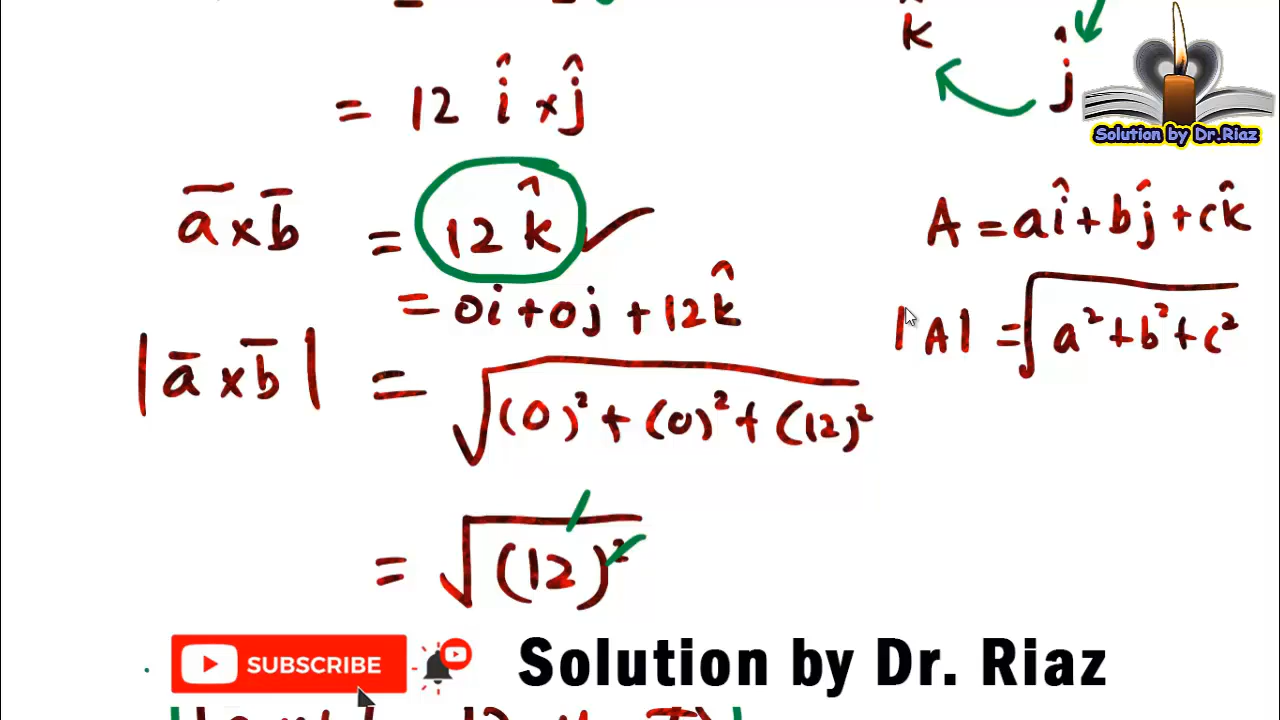 k̂
ĵ
Solution by Dr.Riaz
= 12 î × ĵ
a̅ × b̅ = 12 k̂ ✓
A = aî + bĵ + ck̂
= 0i + 0j + 12k̂
|A| = √(a² + b² + c²)
|a̅ × b̅| = √((0)² + (0)² + (12)²)
= √((12)²)
SUBSCRIBE
Solution by Dr. Riaz